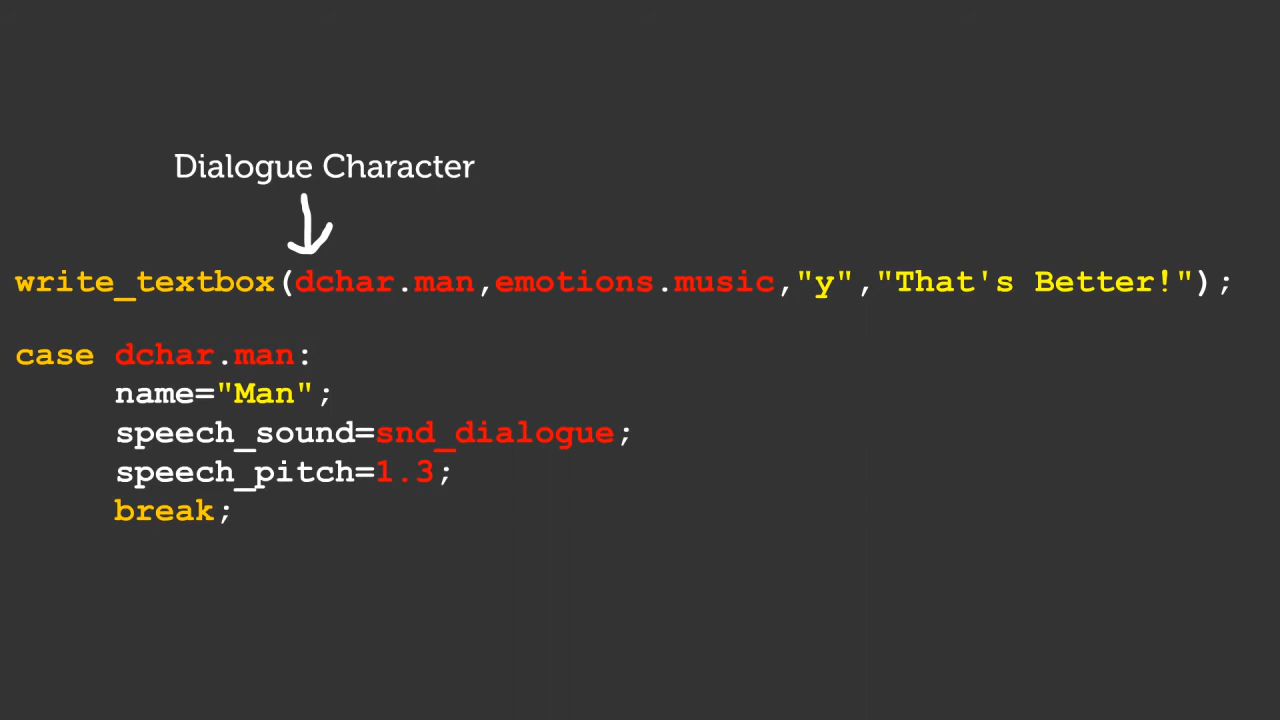 Dialogue Character
write_textbox(dchar.man,emotions.music,"y","That's Better!");
case dchar.man:
name="Man";
speech_sound=snd_dialogue;
speech_pitch=1.3;
break;